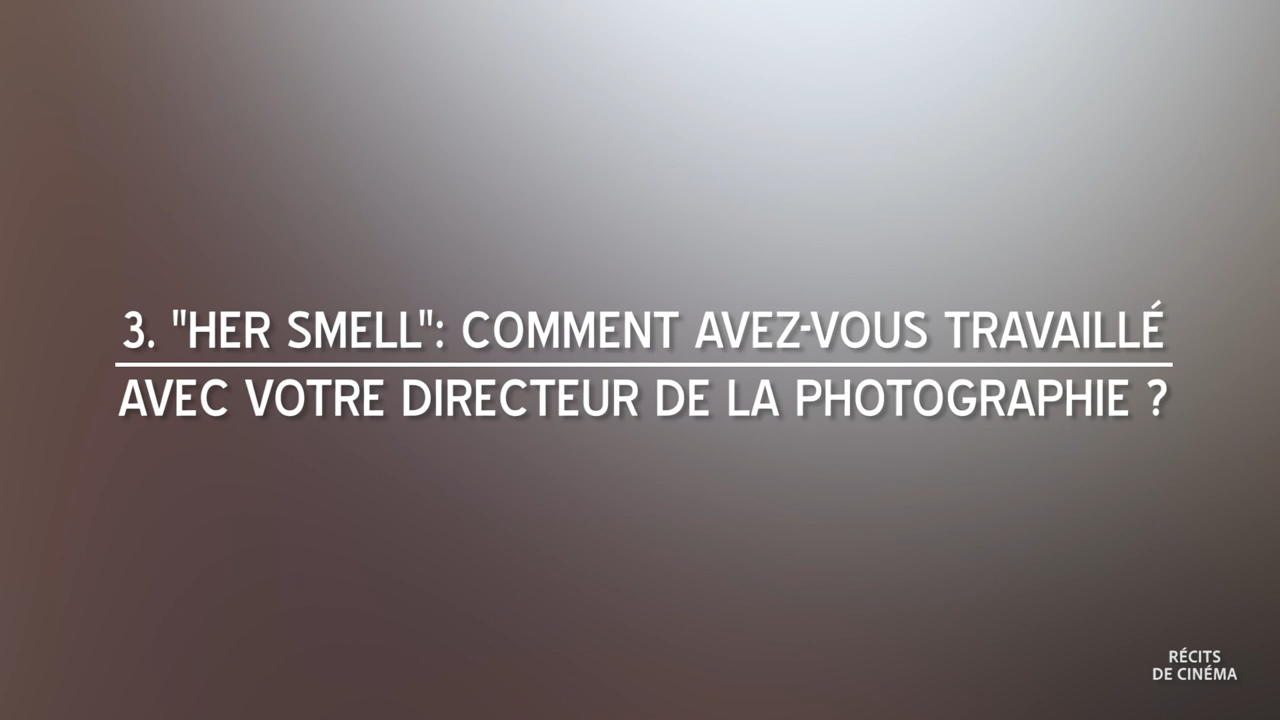 3. "HER SMELL": COMMENT AVEZ-VOUS TRAVAILLÉ
AVEC VOTRE DIRECTEUR DE LA PHOTOGRAPHIE ?
RÉCITS
DE CINÉMA